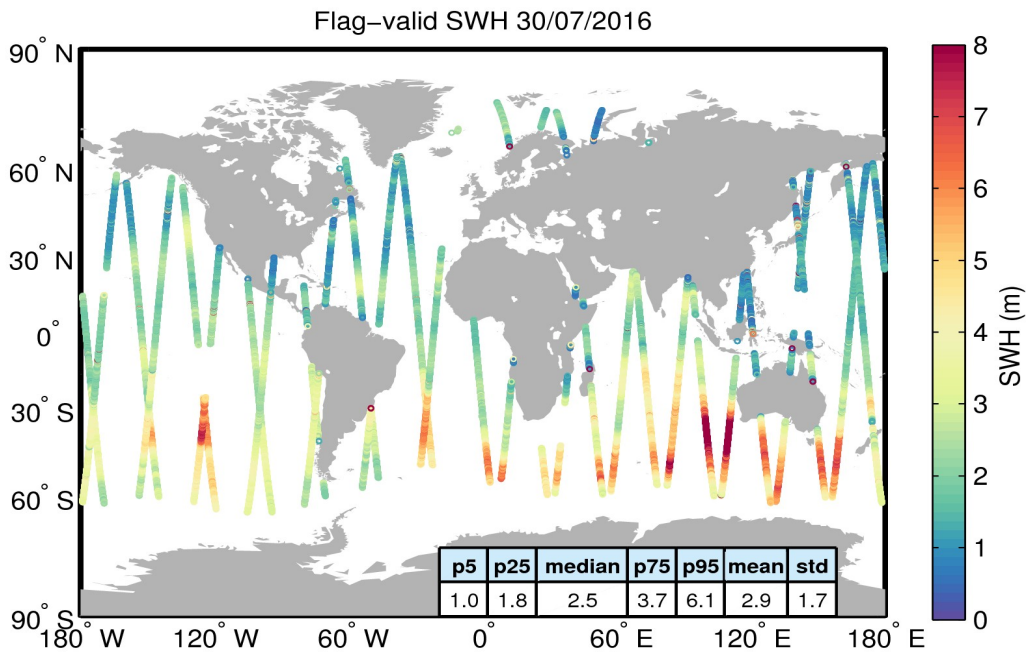 Flag−valid SWH 30/07/2016
90° N
60° N
30° N
0°
30° S
60° S
90° S
180° W
120° W
60° W
0°
60° E
120° E
180° E
p5 p25 median p75 p95 mean std
1.0 1.8 2.5 3.7 6.1 2.9 1.7
8
7
6
5
4
3
2
1
0
SWH (m)